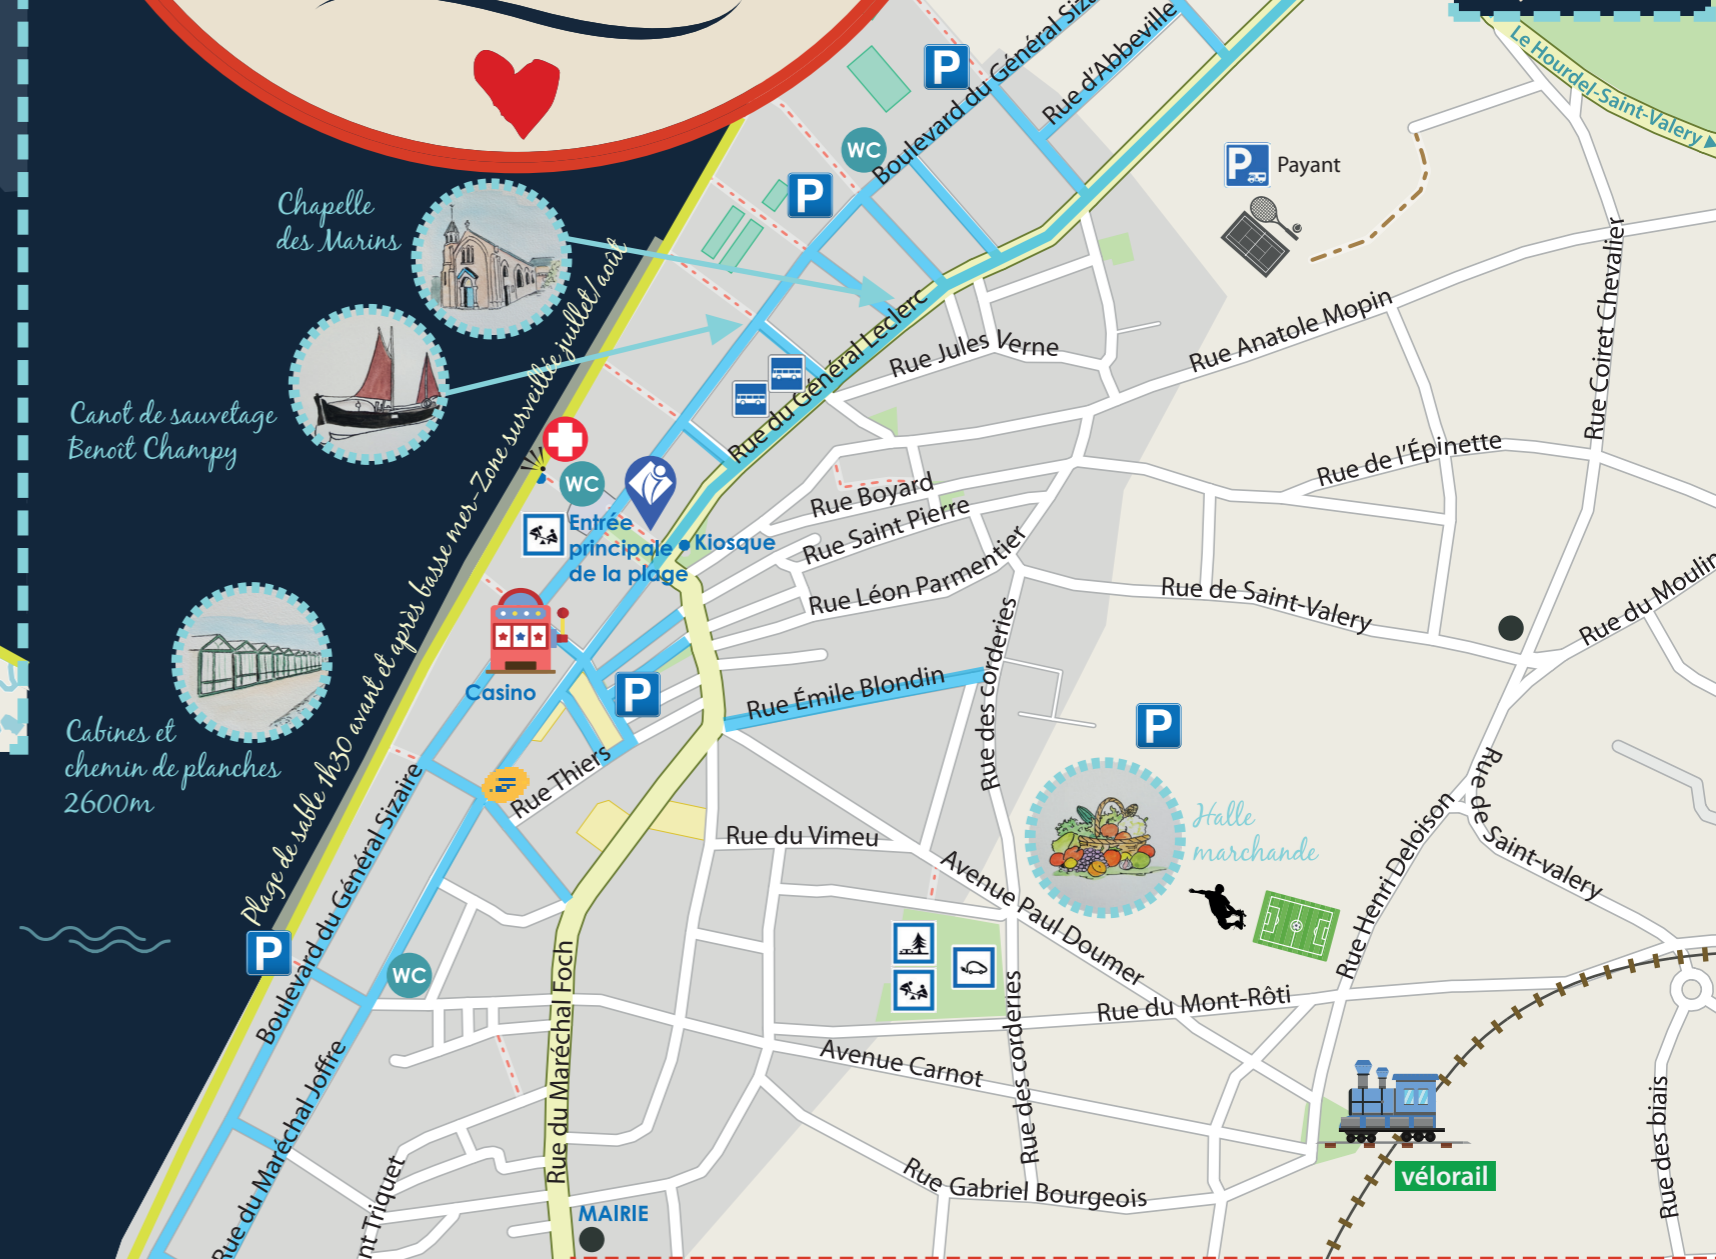 Boulevard du Général Siza
Rue d'Abbeville
Le Hourdel-Saint-Valery
P
WC
Boulevard du Général
P
P
Payant
Chapelle
des Marins
Plage de sable 1h30 avant et après basse mer-Zone surveillée juillet/août
Rue du Général Leclerc
Rue Jules Verne
Rue Anatole Mopin
Rue Coiret Chevalier
Canot de sauvetage
Benoît Champy
Rue de l'Épinette
WC
Rue Boyard
Rue Saint Pierre
Entrée
principale
de la plage
Kiosque
Rue Léon Parmentier
Rue de Saint-Valery
Rue du Moulin
Casino
P
Rue Émile Blondin
Rue des corderies
P
Cabines et
chemin de planches
2600m
Rue Thiers
Boulevard du Général Sizaire
Rue du Vimeu
Halle
marchande
Rue de Saint-valery
Avenue Paul Doumer
Rue Henri Deloison
P
WC
Rue du Maréchal Foch
Rue du Mont-Rôti
Avenue Carnot
Rue des corderies
Rue du Maréchal Joffre
Rue des biais
vélorail
Rue Gabriel Bourgeois
nt Triquet
MAIRIE